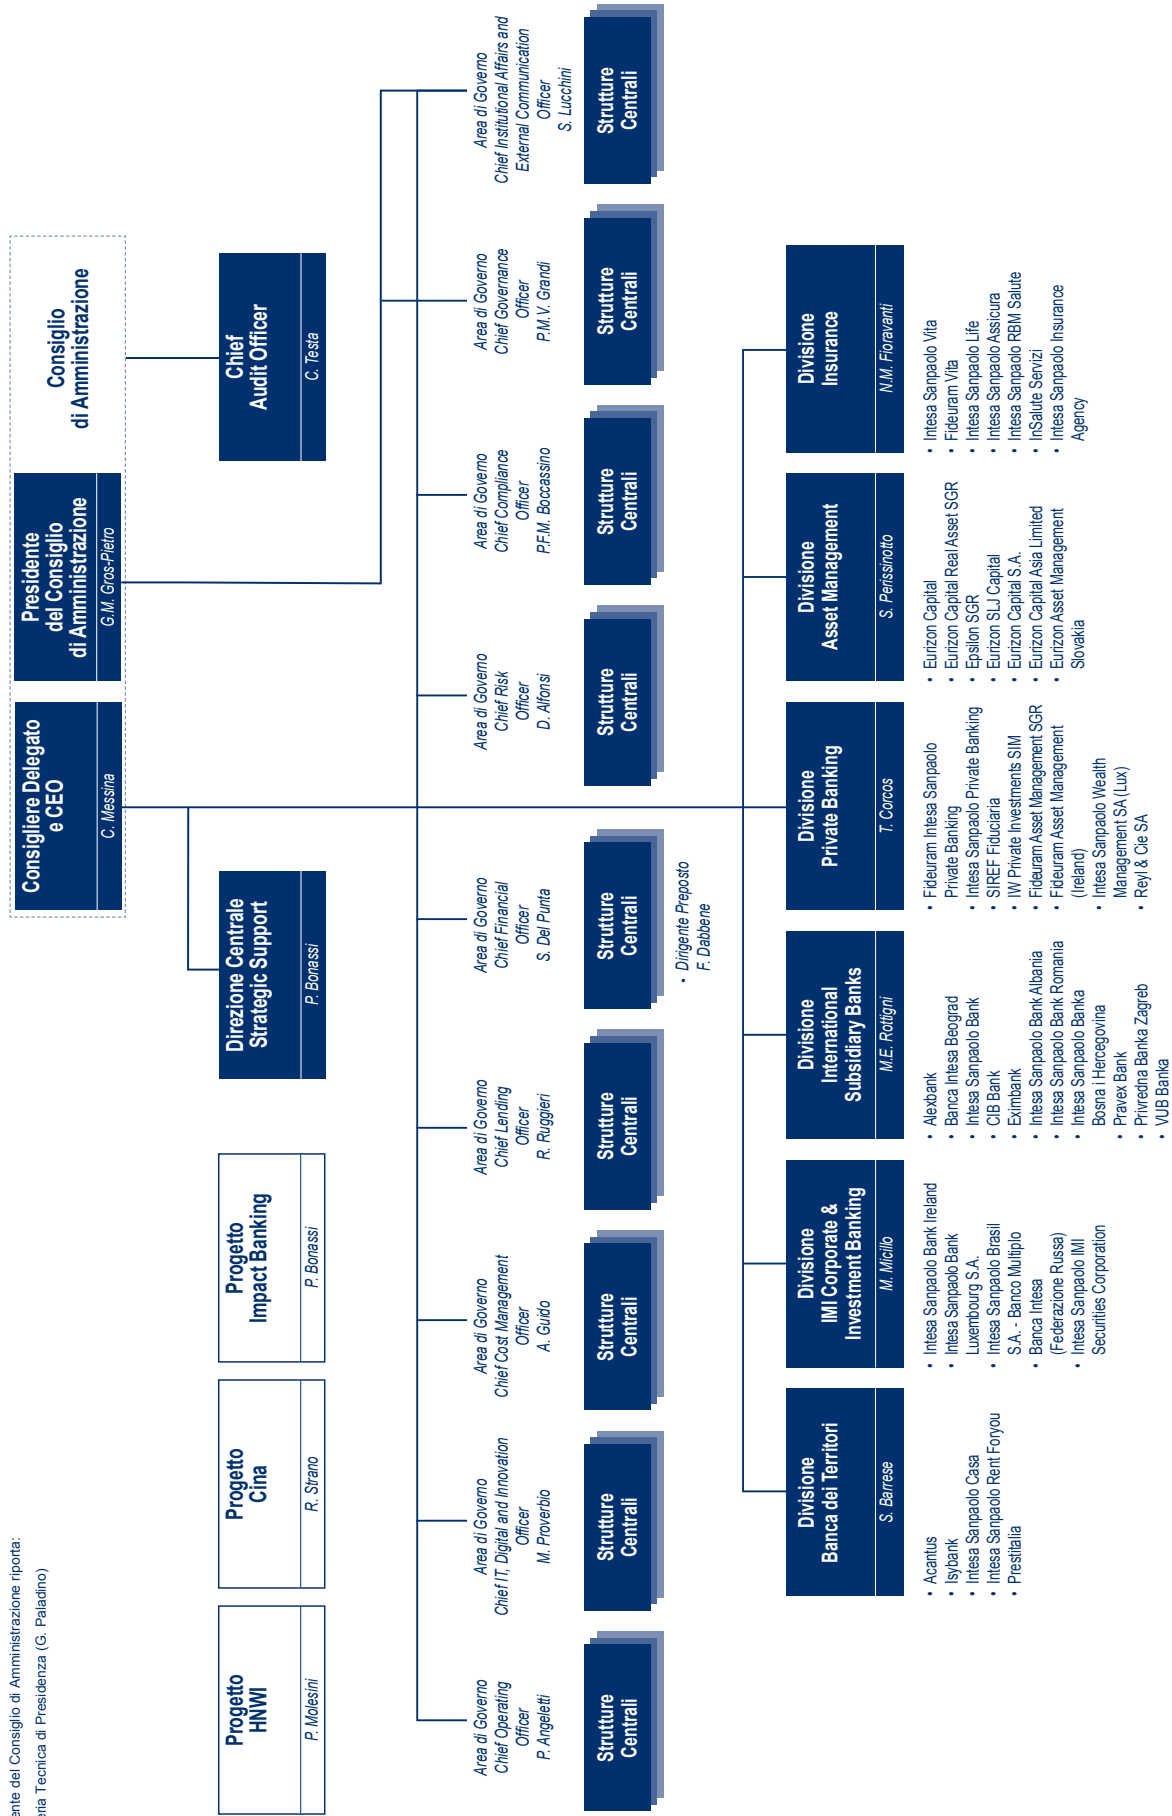 Consigliere Delegato
e CEO
C. Messina
Presidente
del Consiglio
di Amministrazione
G.M. Gros-Pietro
Consiglio
di Amministrazione
Progetto
HNWI
P. Molesini
Progetto
Cina
R. Strano
Progetto
Impact Banking
P. Bonassi
Direzione Centrale
Strategic Support
P. Bonassi
Chief
Audit Officer
C. Testa
Area di Governo
Chief Operating
Officer
P. Angeletti
Strutture
Centrali
Area di Governo
Chief IT, Digital and Innovation
Officer
M. Proverbio
Strutture
Centrali
Area di Governo
Chief Cost Management
Officer
A. Guido
Strutture
Centrali
Area di Governo
Chief Lending
Officer
R. Ruggieri
Strutture
Centrali
Area di Governo
Chief Financial
Officer
S. Del Punta
Strutture
Centrali
• Dirigente Preposto
F. Dabbene
Area di Governo
Chief Risk
Officer
D. Alfonsi
Strutture
Centrali
Area di Governo
Chief Compliance
Officer
P.F.M. Boccassino
Strutture
Centrali
Area di Governo
Chief Governance
Officer
P.M.V. Grandi
Strutture
Centrali
Area di Governo
Chief Institutional Affairs and
External Communication
Officer
S. Lucchini
Strutture
Centrali
Divisione
Banca dei Territori
S. Barrese
• Acantus
• Isybank
• Intesa Sanpaolo Casa
• Intesa Sanpaolo Rent Foryou
• Prestitalia
Divisione
IMI Corporate &
Investment Banking
M. Micillo
• Intesa Sanpaolo Bank Ireland
• Intesa Sanpaolo Bank
Luxembourg S.A.
• Intesa Sanpaolo Brasil
S.A. - Banco Multiplo
• Banca Intesa
(Federazione Russa)
• Intesa Sanpaolo IMI
Securities Corporation
Divisione
International
Subsidiary Banks
M.E. Rottigni
• Alexbank
• Banca Intesa Beograd
• Intesa Sanpaolo Bank
• CIB Bank
• Eximbank
• Intesa Sanpaolo Bank Albania
• Intesa Sanpaolo Bank Romania
• Intesa Sanpaolo Banka
Bosna i Hercegovina
• Pravex Bank
• Privredna Banka Zagreb
• VUB Banka
Divisione
Private Banking
T. Corcos
• Fideuram Intesa Sanpaolo
Private Banking
• Intesa Sanpaolo Private Banking
• SIREF Fiduciaria
• IW Private Investments SIM
• Fideuram Asset Management SGR
• Fideuram Asset Management
(Ireland)
• Intesa Sanpaolo Wealth
Management SA (Lux)
• Reyl & Cie SA
Divisione
Asset Management
S. Perissinotto
• Eurizon Capital
• Eurizon Capital Real Asset SGR
• Epsilon SGR
• Eurizon SLJ Capital
• Eurizon Capital S.A.
• Eurizon Capital Asia Limited
• Eurizon Asset Management
Slovakia
Divisione
Insurance
N.M. Fioravanti
• Intesa Sanpaolo Vita
• Fideuram Vita
• Intesa Sanpaolo Life
• Intesa Sanpaolo Assicura
• Intesa Sanpaolo RBM Salute
• InSalute Servizi
• Intesa Sanpaolo Insurance
Agency
del Consiglio di Amministrazione riporta:
Tecnica di Presidenza (G. Paladino)